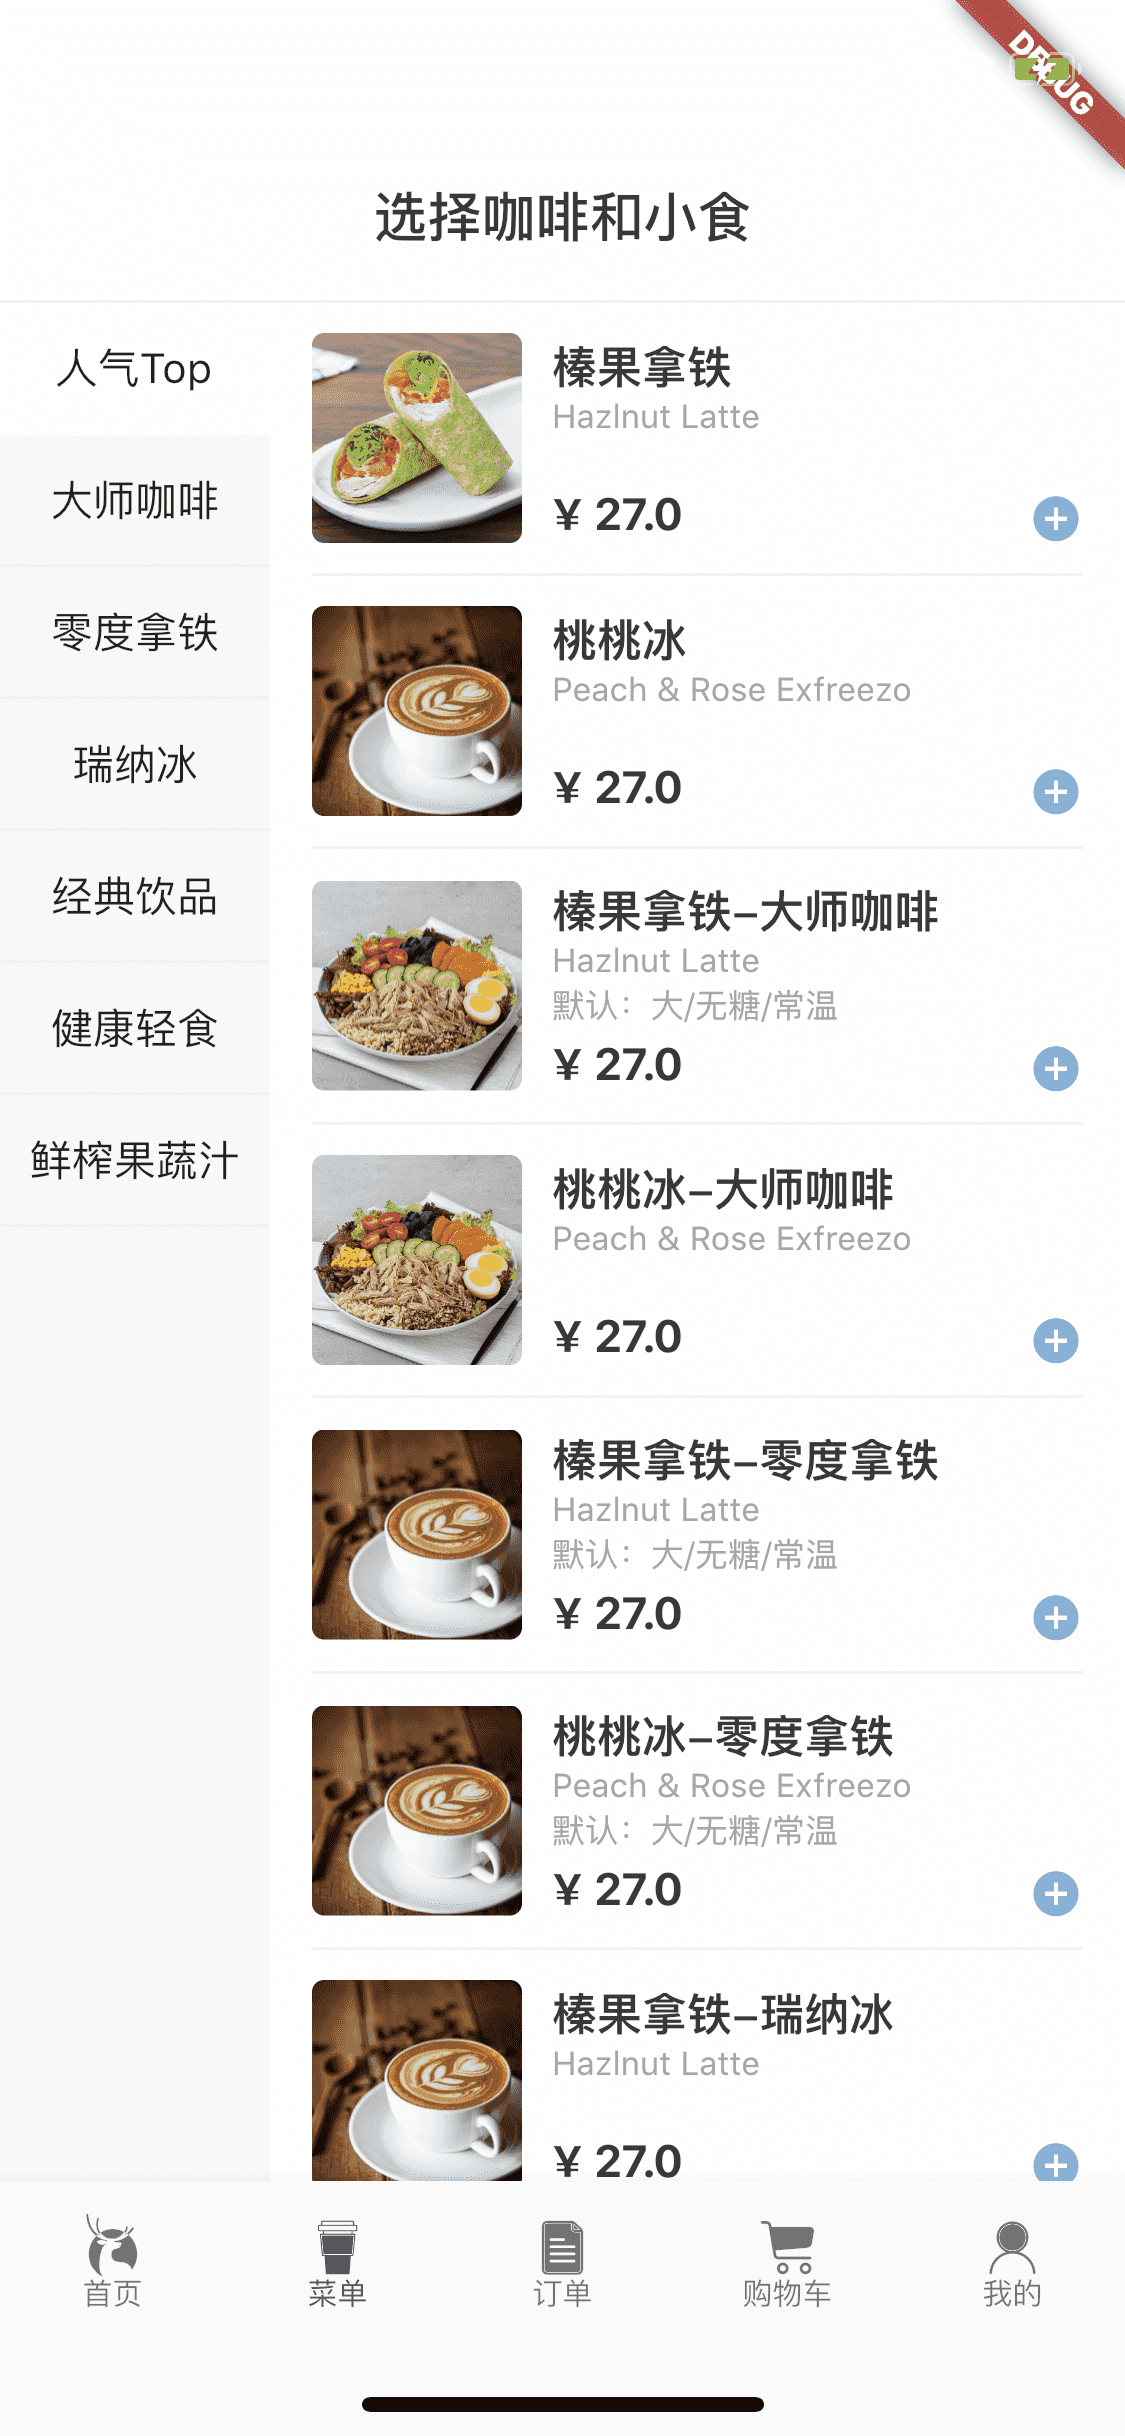 DEBUG
选择咖啡和小食
人气Top
大师咖啡
零度拿铁
瑞纳冰
经典饮品
健康轻食
鲜榨果蔬汁
榛果拿铁
Hazlnut Latte
¥ 27.0
桃桃冰
Peach & Rose Exfreezo
¥ 27.0
榛果拿铁–大师咖啡
Hazlnut Latte
默认：大/无糖/常温
¥ 27.0
桃桃冰–大师咖啡
Peach & Rose Exfreezo
¥ 27.0
榛果拿铁–零度拿铁
Hazlnut Latte
默认：大/无糖/常温
¥ 27.0
桃桃冰–零度拿铁
Peach & Rose Exfreezo
默认：大/无糖/常温
¥ 27.0
榛果拿铁–瑞纳冰
Hazlnut Latte
¥ 27.0
首页
菜单
订单
购物车
我的